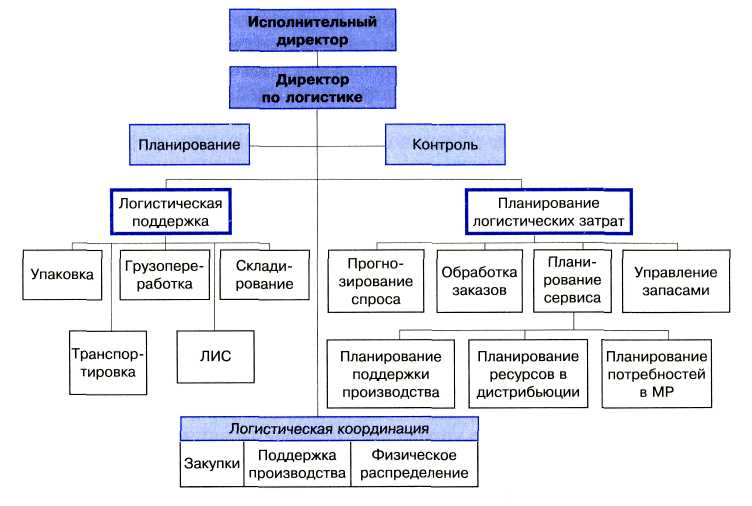 Исполнительный
директор
Директор
по логистике
Планирование
Контроль
Логистическая
поддержка
Планирование
логистических затрат
Упаковка
Грузопере-
работка
Склади-
рование
Прогно-
зирование
спроса
Обработка
заказов
Плани-
рование
сервиса
Управление
запасами
Транспор-
тировка
ЛИС
Планирование
поддержки
производства
Планирование
ресурсов в
дистрибьюции
Планирование
потребностей
в МР
Логистическая координация
Закупки
Поддержка
производства
Физическое
распределение